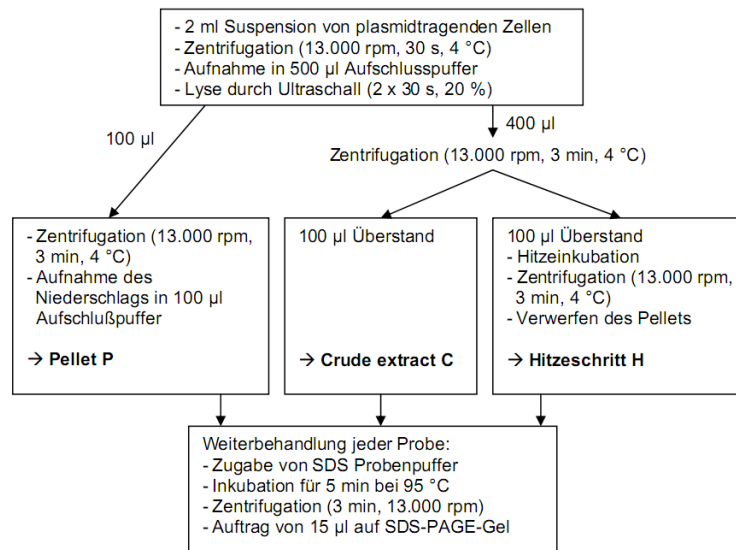 - 2 ml Suspension von plasmidtragenden Zellen
- Zentrifugation (13.000 rpm, 30 s, 4 °C)
- Aufnahme in 500 µl Aufschlusspuffer
- Lyse durch Ultraschall (2 x 30 s, 20 %)
100 µl
400 µl
Zentrifugation (13.000 rpm, 3 min, 4 °C)
- Zentrifugation (13.000 rpm,
3 min, 4 °C)
- Aufnahme des
Niederschlags in 100 µl
Aufschlußpuffer
→ Pellet P
100 µl Überstand
→ Crude extract C
100 µl Überstand
- Hitzeinkubation
- Zentrifugation (13.000 rpm,
3 min, 4 °C)
- Verwerfen des Pellets
→ Hitzeschritt H
Weiterbehandlung jeder Probe:
- Zugabe von SDS Probenpuffer
- Inkubation für 5 min bei 95 °C
- Zentrifugation (3 min, 13.000 rpm)
- Auftrag von 15 µl auf SDS-PAGE-Gel